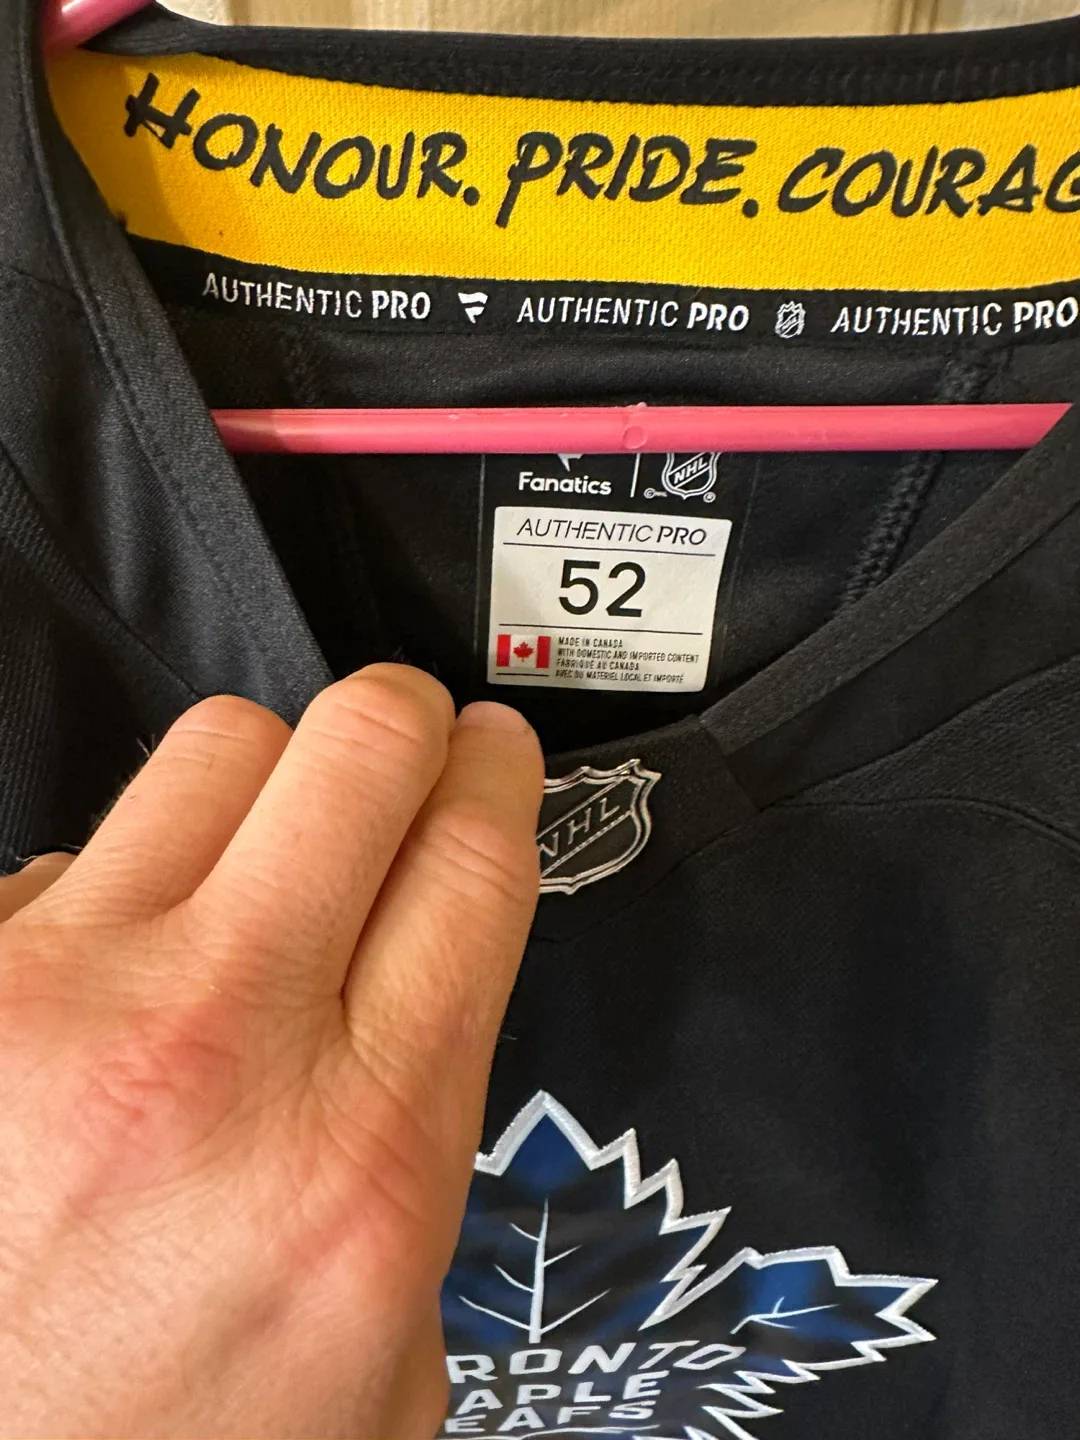 HONOUR. PRIDE. COURAG
AUTHENTIC PRO AUTHENTIC PRO AUTHENTIC PRO
Fanatics NHL
AUTHENTIC PRO
52
MADE IN CANADA
WITH DOMESTIC AND IMPORTED CONTENT
FABRIQUÉ AU CANADA
AVEC DU MATERIEL LOCAL ET IMPORTÉ
NHL
RONTO
APLE
EAFS